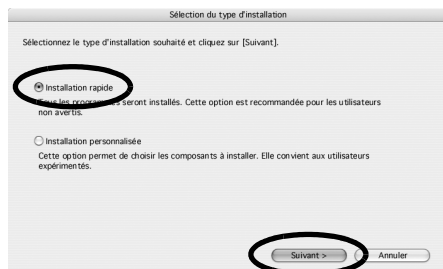 Sélection du type d'installation
Sélectionnez le type d'installation souhaité et cliquez sur [Suivant].
Installation rapide
Tous les programmes seront installés. Cette option est recommandée pour les utilisateurs
non avertis.
Installation personnalisée
Cette option permet de choisir les composants à installer. Elle convient aux utilisateurs
expérimentés.
Suivant >
Annuler